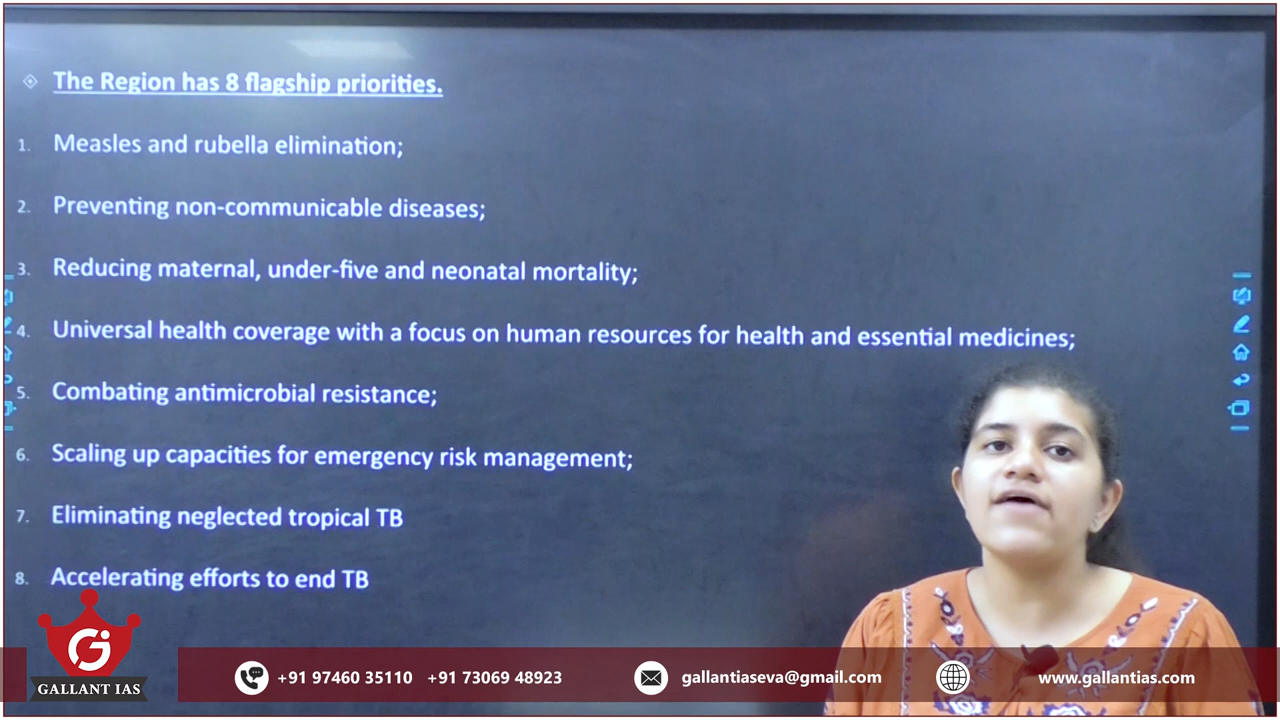 The Region has 8 flagship priorities.
1. Measles and rubella elimination;
2. Preventing non-communicable diseases;
3. Reducing maternal, under-five and neonatal mortality;
4. Universal health coverage with a focus on human resources for health and essential medicines;
5. Combating antimicrobial resistance;
6. Scaling up capacities for emergency risk management;
7. Eliminating neglected tropical TB
8. Accelerating efforts to end TB
Gi
GALLANT IAS
+91 97460 35110 +91 73069 48923
gallantiaseva@gmail.com
www.gallantias.com